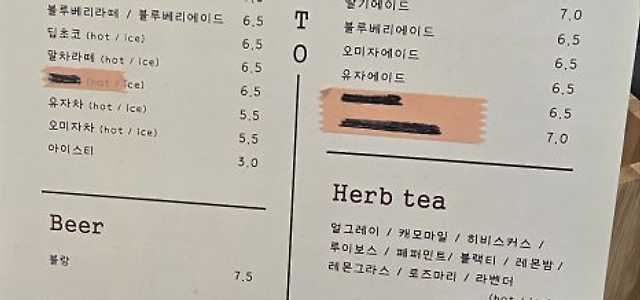 블루베리라떼 / 블루베리에이드 6.5
딥초코 (hot / ice) 6.5
말차라떼 (hot / ice) 6.5
(hot / ice) 6.5
유자차 (hot / ice) 5.5
오미자차 (hot / ice) 5.5
아이스티 3.0
Beer
블랑 7.5
T
O
딸기에이드 7.0
블루베리에이드 6.5
오미자에이드 6.5
유자에이드 6.5
6.5
7.0
Herb tea
얼그레이 / 캐모마일 / 히비스커스 /
루이보스 / 페퍼민트/ 블랙티 / 레몬밤 /
레몬그라스 / 로즈마리 / 라벤더